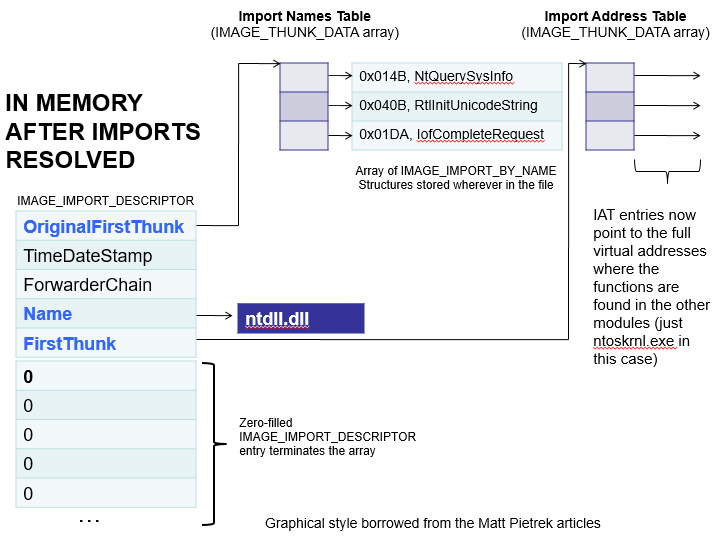 Import Names Table
(IMAGE_THUNK_DATA array)
Import Address Table
(IMAGE_THUNK_DATA array)
0x014B, NtQuerySysInfo
0x040B, RtlInitUnicodeString
0x01DA, IofCompleteRequest
IN MEMORY
AFTER IMPORTS
RESOLVED
Array of IMAGE_IMPORT_BY_NAME
Structures stored wherever in the file
IMAGE_IMPORT_DESCRIPTOR
OriginalFirstThunk
TimeDateStamp
ForwarderChain
Name
FirstThunk
ntdll.dll
IAT entries now
point to the full
virtual addresses
where the
functions are
found in the other
modules (just
ntoskrnl.exe in
this case)
0
0
0
0
0
...
Zero-filled
IMAGE_IMPORT_DESCRIPTOR
entry terminates the array
Graphical style borrowed from the Matt Pietrek articles